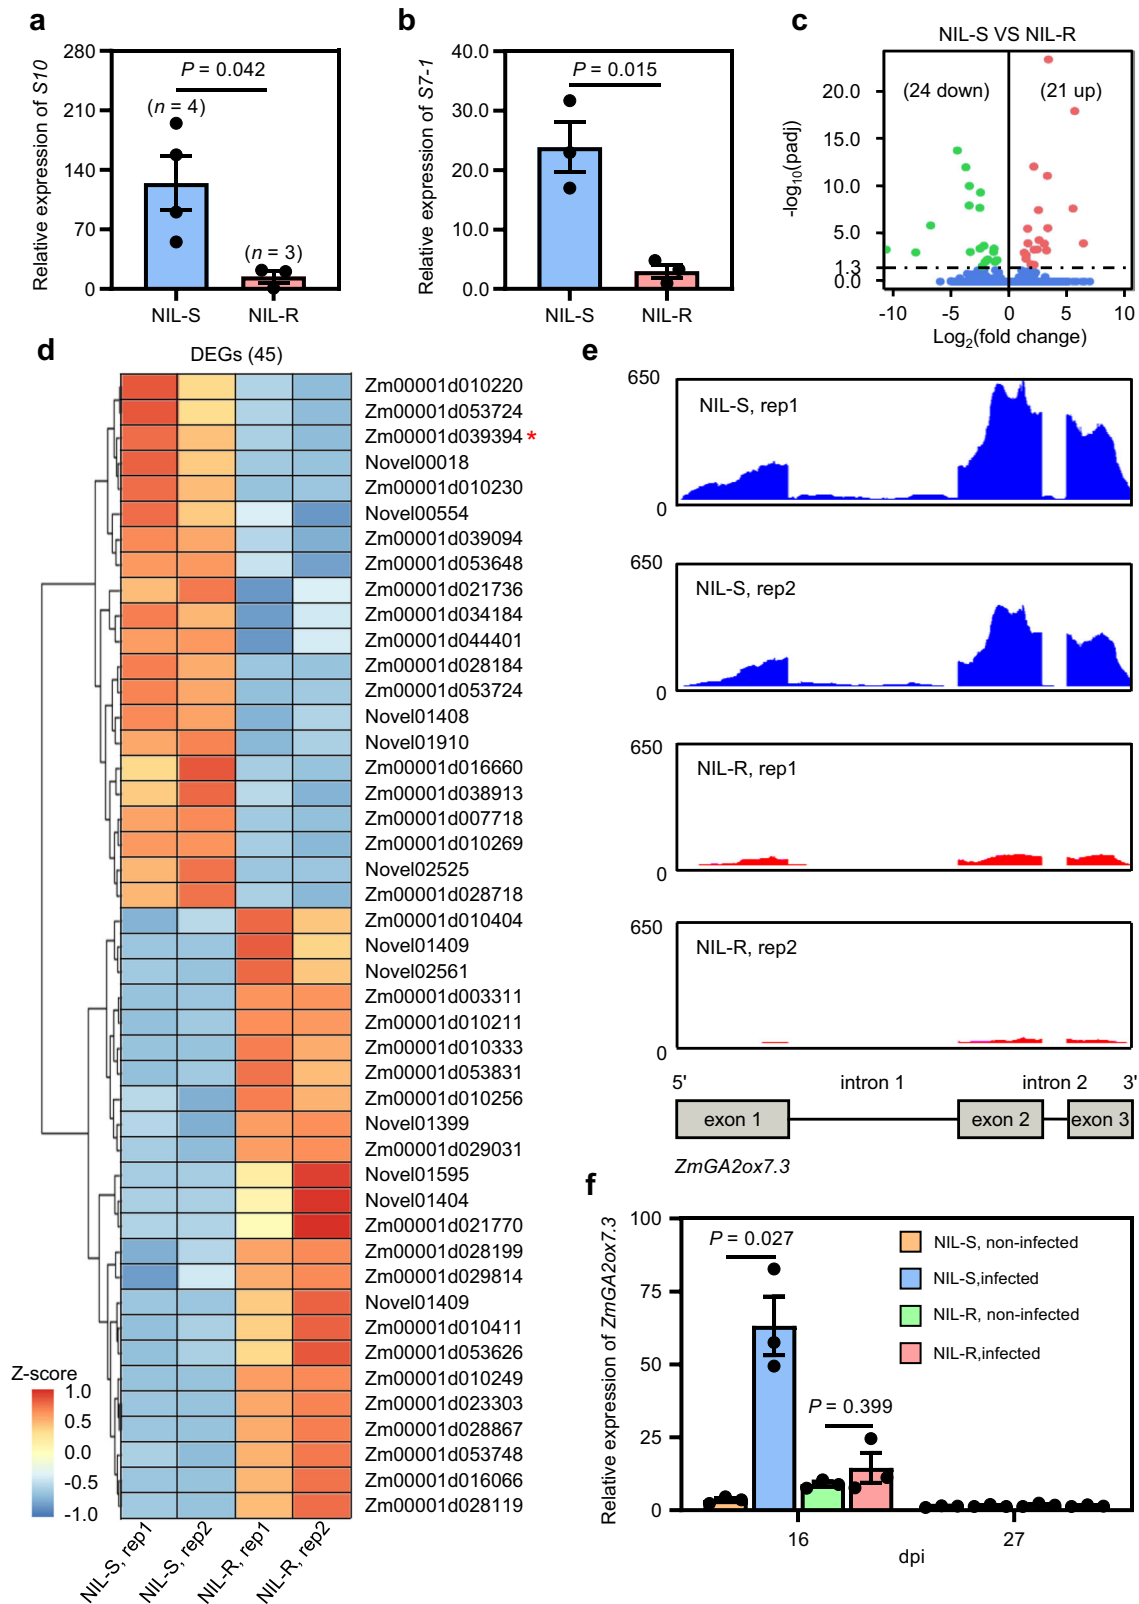 a
Relative expression of S10
280
210
140
70
0
P = 0.042
(n = 4)
(n = 3)
NIL-S
NIL-R
b
Relative expression of S7-1
40.0
30.0
20.0
10.0
0.0
P = 0.015
NIL-S
NIL-R
c
NIL-S VS NIL-R
(24 down)
(21 up)
-log10(padj)
20.0
15.0
10.0
5.0
1.3
0.0
-10
-5
0
5
10
Log2(fold change)
d
DEGs (45)
Zm00001d010220
Zm00001d053724
Zm00001d039394 *
Novel00018
Zm00001d010230
Novel00554
Zm00001d039094
Zm00001d053648
Zm00001d021736
Zm00001d034184
Zm00001d044401
Zm00001d028184
Zm00001d053724
Novel01408
Novel01910
Zm00001d016660
Zm00001d038913
Zm00001d007718
Zm00001d010269
Novel02525
Zm00001d028718
Zm00001d010404
Novel01409
Novel02561
Zm00001d003311
Zm00001d010211
Zm00001d010333
Zm00001d053831
Zm00001d010256
Novel01399
Zm00001d029031
Novel01595
Novel01404
Zm00001d021770
Zm00001d028199
Zm00001d029814
Novel01409
Zm00001d010411
Zm00001d053626
Zm00001d010249
Zm00001d023303
Zm00001d028867
Zm00001d053748
Zm00001d016066
Zm00001d028119
Z-score
1.0
0.5
0.0
-0.5
-1.0
NIL-S, rep1
NIL-S, rep2
NIL-R, rep1
NIL-R, rep2
e
650
NIL-S, rep1
0
650
NIL-S, rep2
0
650
NIL-R, rep1
0
650
NIL-R, rep2
0
5'
intron 1
intron 2
3'
exon 1
exon 2
exon 3
ZmGA2ox7.3
f
Relative expression of ZmGA2ox7.3
100
75
50
25
0
P = 0.027
P = 0.399
NIL-S, non-infected
NIL-S,infected
NIL-R, non-infected
NIL-R,infected
16
27
dpi